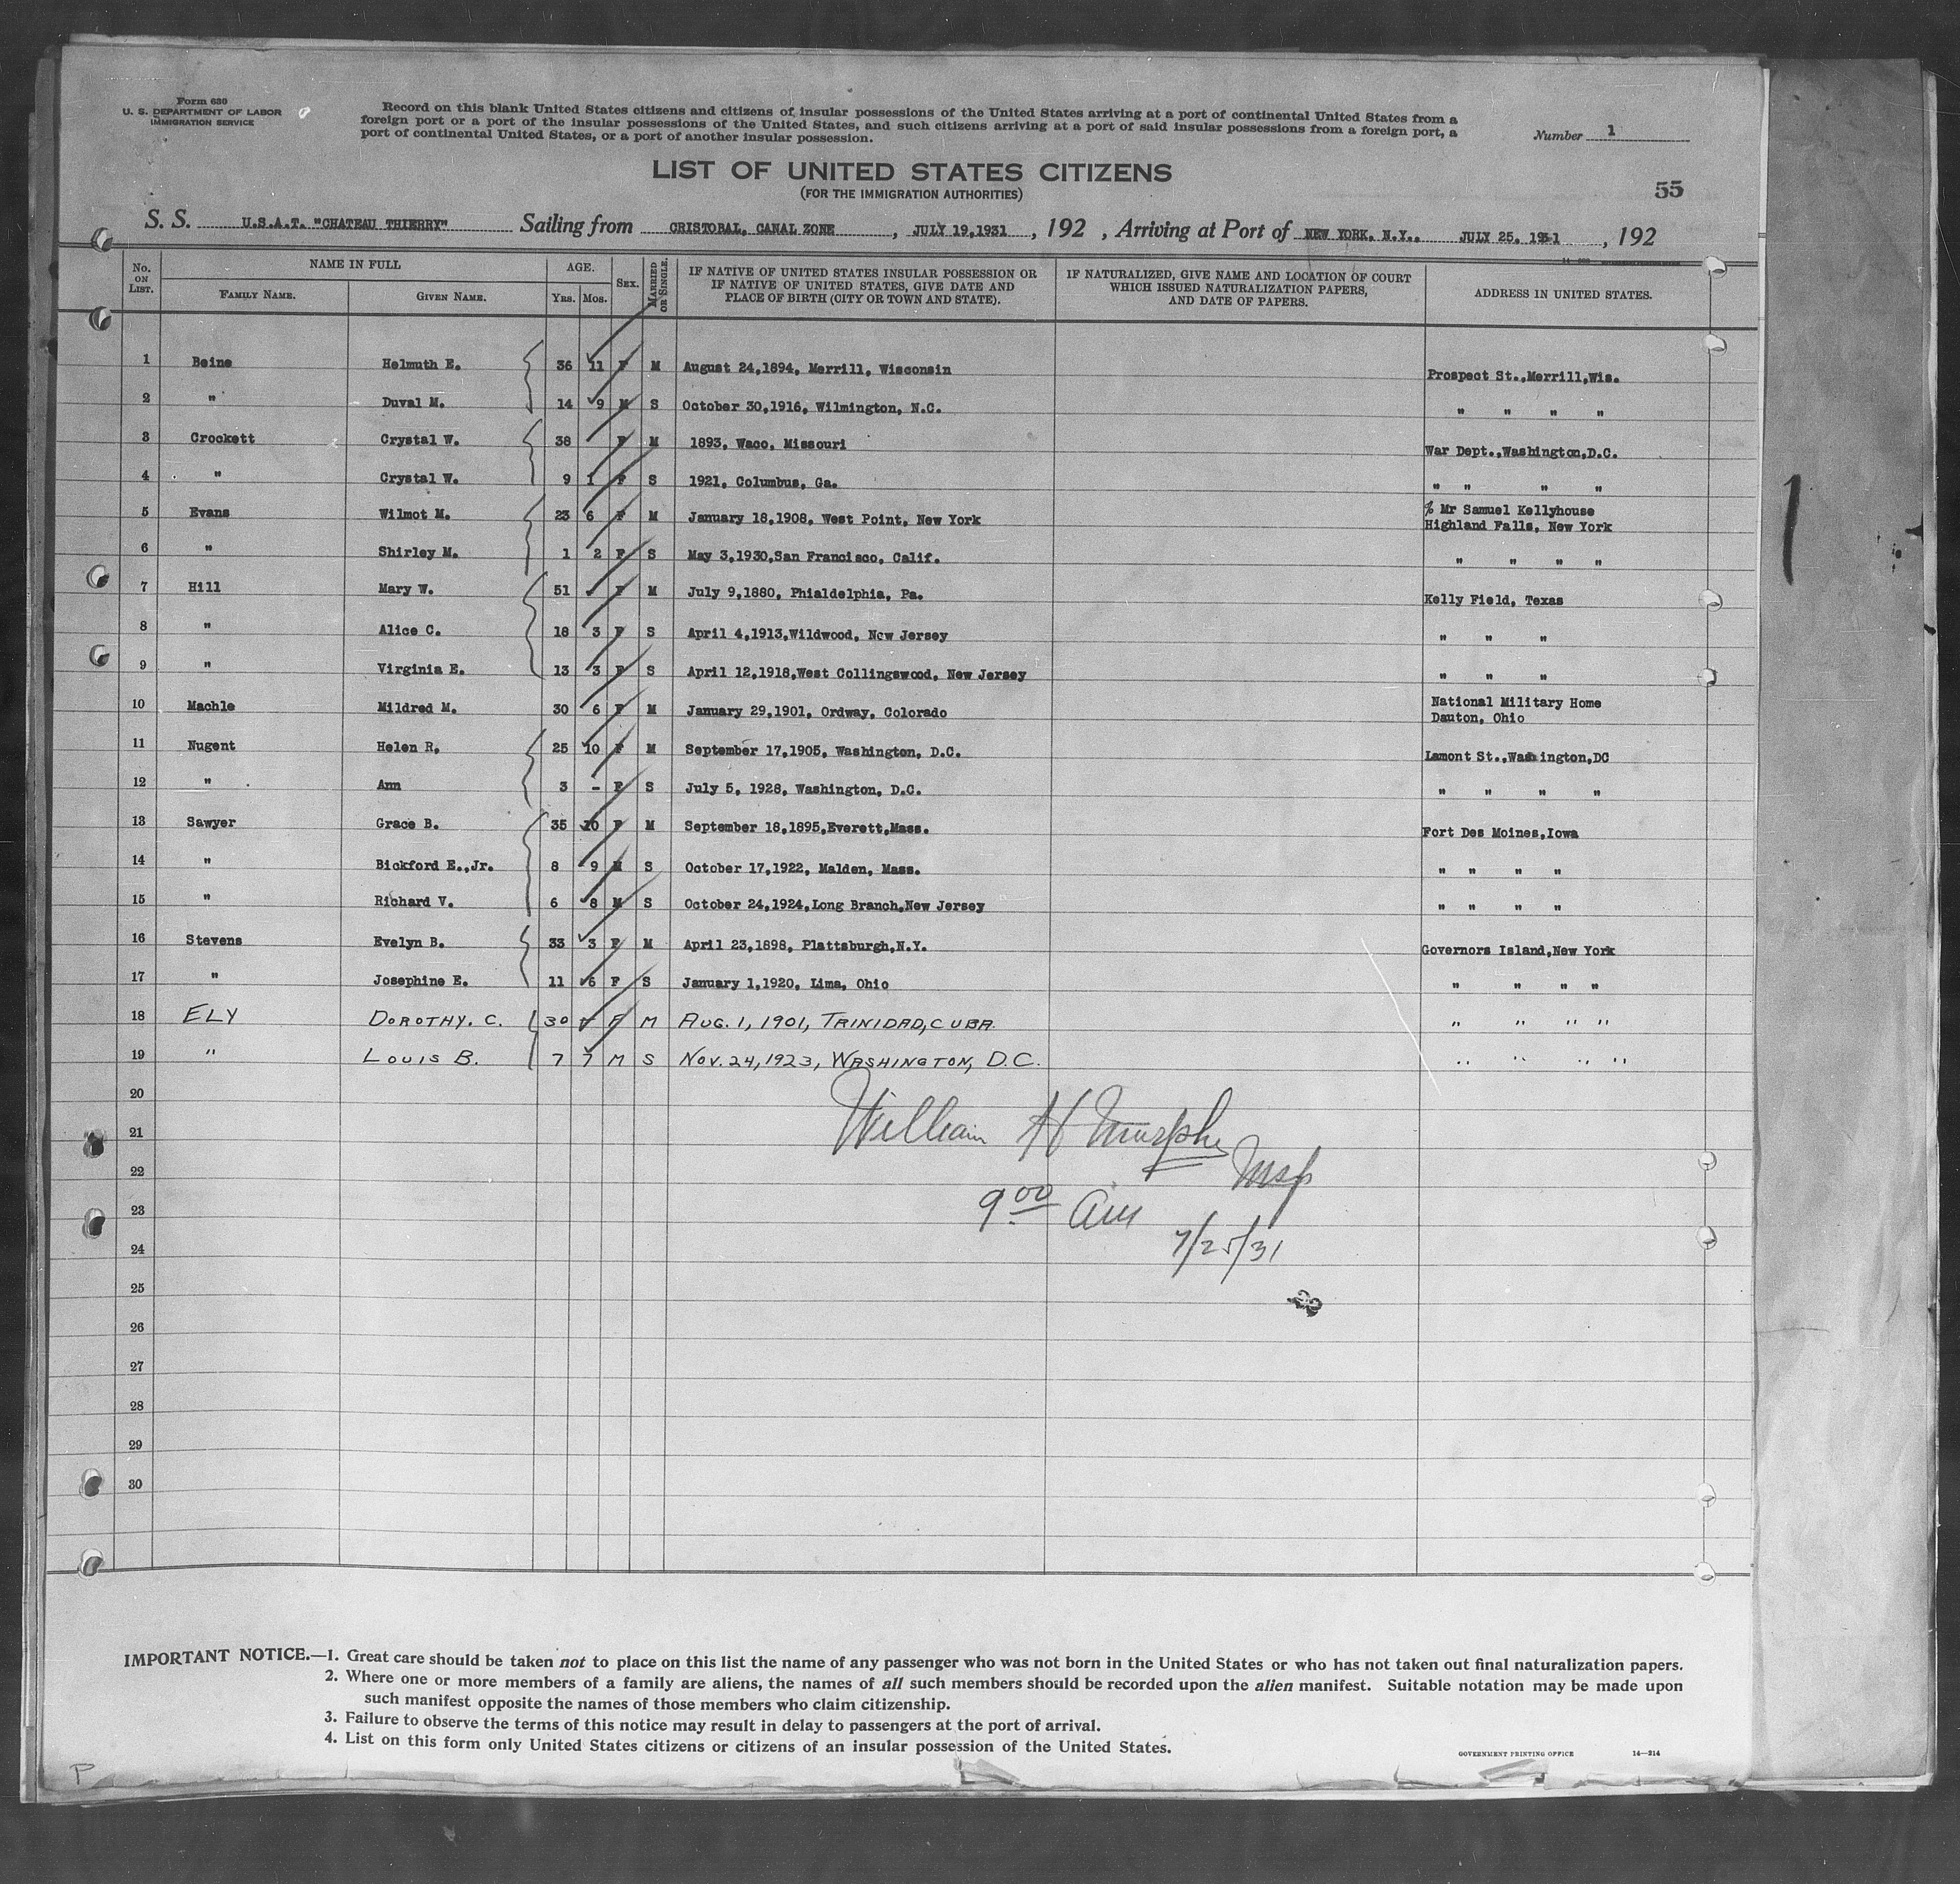 Form 630
U. S. DEPARTMENT OF LABOR
IMMIGRATION SERVICE
Record on this blank United States citizens and citizens of insular possessions of the United States arriving at a port of continental United States from a
foreign port or a port of the insular possessions of the United States, and such citizens arriving at a port of said insular possessions from a foreign port, a
port of continental United States, or a port of another insular possession.
Number 1
LIST OF UNITED STATES CITIZENS
(FOR THE IMMIGRATION AUTHORITIES)
55
S. S. U.S.A.T. "CHATEAU THIERRY" Sailing from CRISTOBAL, CANAL ZONE , JULY 19,1931 , 192 , Arriving at Port of NEW YORK, N.Y., JULY 25, 1931 , 192
No. ON LIST. NAME IN FULL FAMILY NAME. GIVEN NAME. AGE. Yrs. Mos. SEX. MARRIED OR SINGLE. IF NATIVE OF UNITED STATES INSULAR POSSESSION OR IF NATIVE OF UNITED STATES, GIVE DATE AND PLACE OF BIRTH (CITY OR TOWN AND STATE). IF NATURALIZED, GIVE NAME AND LOCATION OF COURT WHICH ISSUED NATURALIZATION PAPERS, AND DATE OF PAPERS. ADDRESS IN UNITED STATES.
1 Beine Helmuth E. 36 11 F M August 24,1894, Merrill, Wisconsin Prospect St.,Merrill,Wis.
2 " Duval M. 14 9 M S October 30,1916, Wilmington, N.C. " " " "
3 Crockett Crystal W. 38 F M 1893, Waco, Missouri War Dept.,Washington,D.C.
4 " Crystal W. 9 1 F S 1921, Columbus, Ga. " " " "
5 Evans Wilmot M. 23 6 F M January 18,1908, West Point, New York % Mr Samuel Kellyhouse
Highland Falls, New York
6 " Shirley M. 1 2 F S May 3,1930,San Francisco, Calif. " " " "
7 Hill Mary W. 51 F M July 9,1880, Phialdelphia, Pa. Kelly Field, Texas
8 " Alice C. 18 3 F S April 4,1913,Wildwood, New Jersey " " "
9 " Virginia E. 13 3 F S April 12,1918,West Collingswood, New Jersey " " "
10 Machle Mildred M. 30 6 F M January 29,1901, Ordway, Colorado National Military Home
Dauton, Ohio
11 Nugent Helen R. 25 10 F M September 17,1905, Washington, D.C. Lamont St.,Washington,DC
12 " Ann 3 - F S July 5, 1928, Washington, D.C. " " " "
13 Sawyer Grace B. 35 10 F M September 18,1895,Everett,Mass. Fort Des Moines,Iowa
14 " Bickford E.,Jr. 8 9 M S October 17,1922, Malden, Mass. " " " "
15 " Richard V. 6 8 M S October 24,1924,Long Branch,New Jersey " " " "
16 Stevens Evelyn B. 33 3 F M April 23,1898, Plattsburgh,N.Y. Governors Island,New York
17 " Josephine E. 11 6 F S January 1,1920, Lima, Ohio " " " "
18 ELY DOROTHY. C. 30 - F M AUG. 1, 1901, TRINIDAD, CUBA. " " " "
19 " LOUIS B. 7 7 M S NOV. 24, 1923, WASHINGTON, D.C. " " " "
20
William H Murphy
21
22
23
9 00 am
7/25/31
24
25
26
27
28
29
30
IMPORTANT NOTICE.—1. Great care should be taken not to place on this list the name of any passenger who was not born in the United States or who has not taken out final naturalization papers.
2. Where one or more members of a family are aliens, the names of all such members should be recorded upon the alien manifest. Suitable notation may be made upon
such manifest opposite the names of those members who claim citizenship.
3. Failure to observe the terms of this notice may result in delay to passengers at the port of arrival.
4. List on this form only United States citizens or citizens of an insular possession of the United States.
GOVERNMENT PRINTING OFFICE 14—214
P